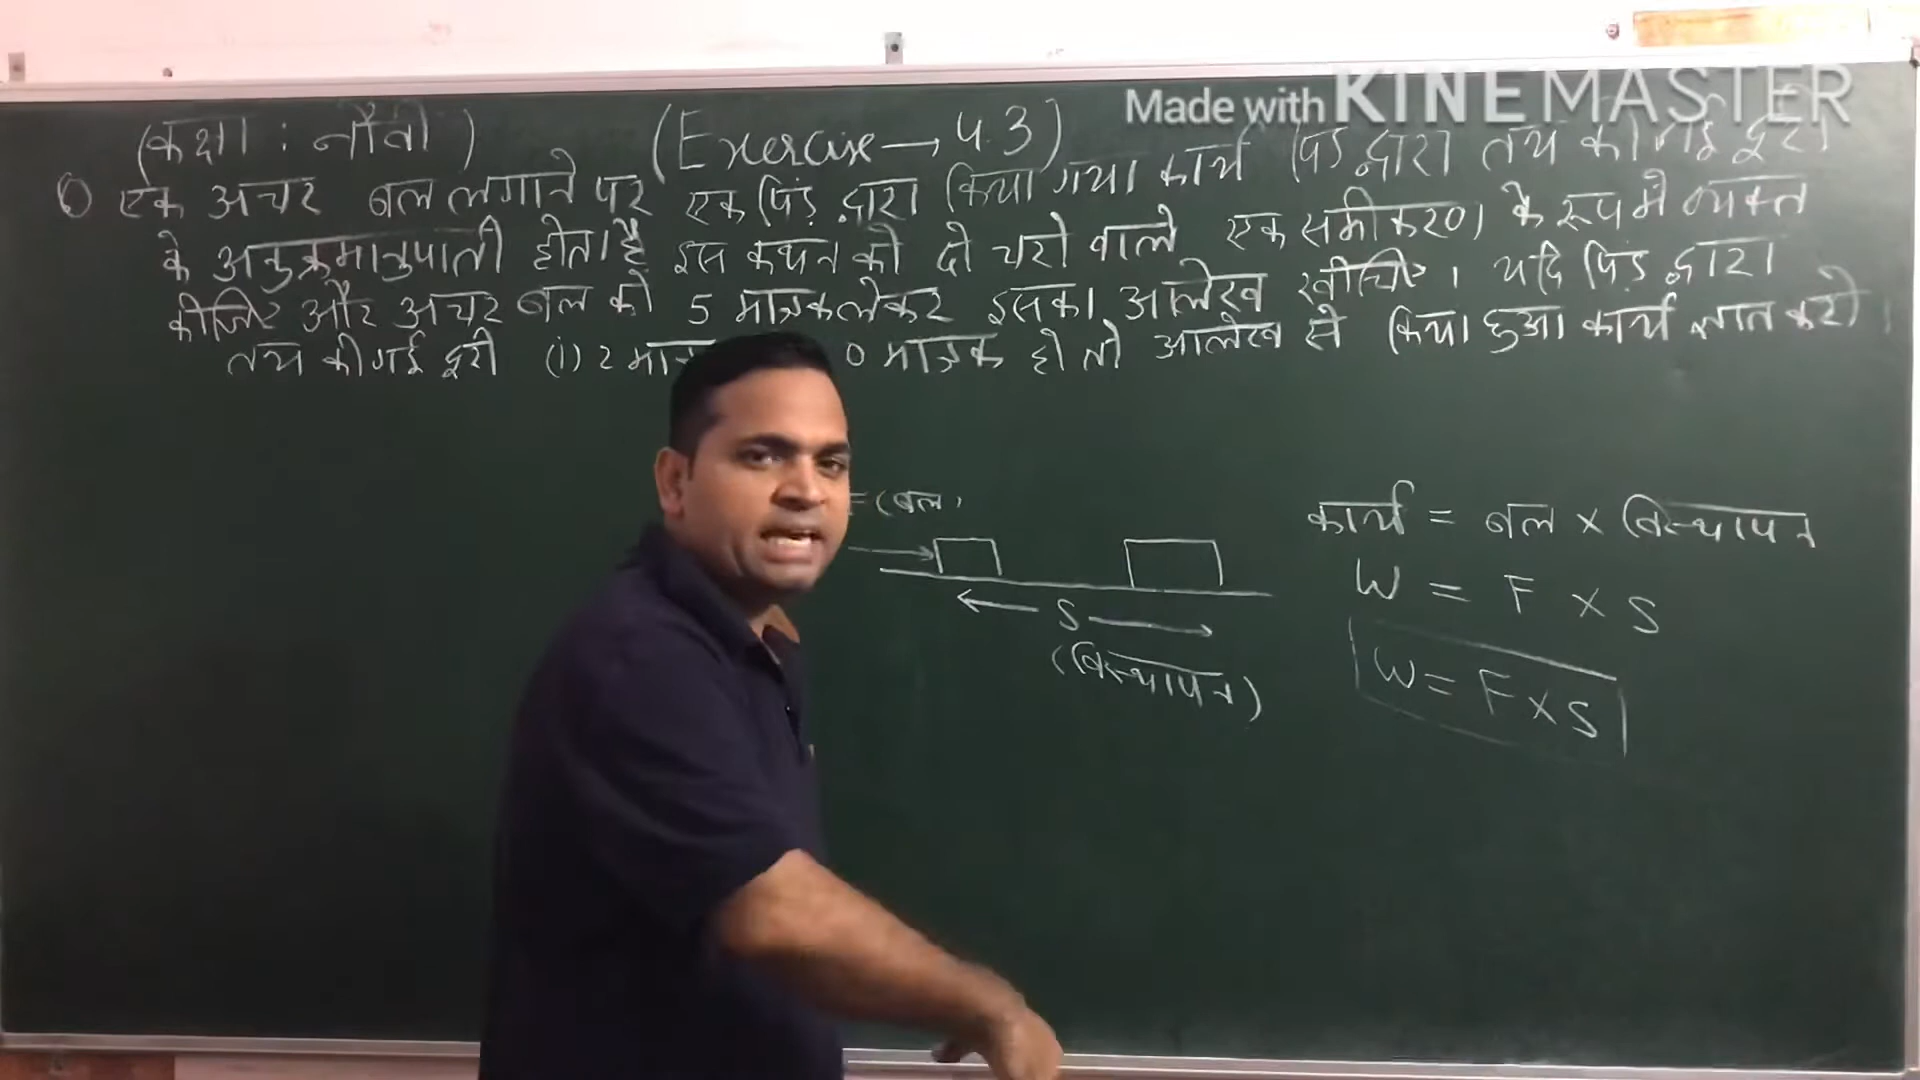 Made with KINEMASTER
(कक्षा : नौवी) (Exercise → 4.3)
6 एक अचर बल लगाने पर एक पिंड द्वारा किया गया कार्य पिंड द्वारा तय की गई दूरी
के अनुक्रमानुपाती होता है इस कथन को दो चरो वाले एक समीकरण के रूप मे व्यक्त
कीजिए और अचर बल को 5 मात्रक लेकर इसका आलेख खीचिए । यदि पिंड द्वारा
तय की गई दूरी (i) 2 0 मात्रक हो तो आलेख से किया हुआ कार्य ज्ञात करो ।
(बल)
S
(विस्थापन)
कार्य = बल × विस्थापन
W = F × S
W = F × S